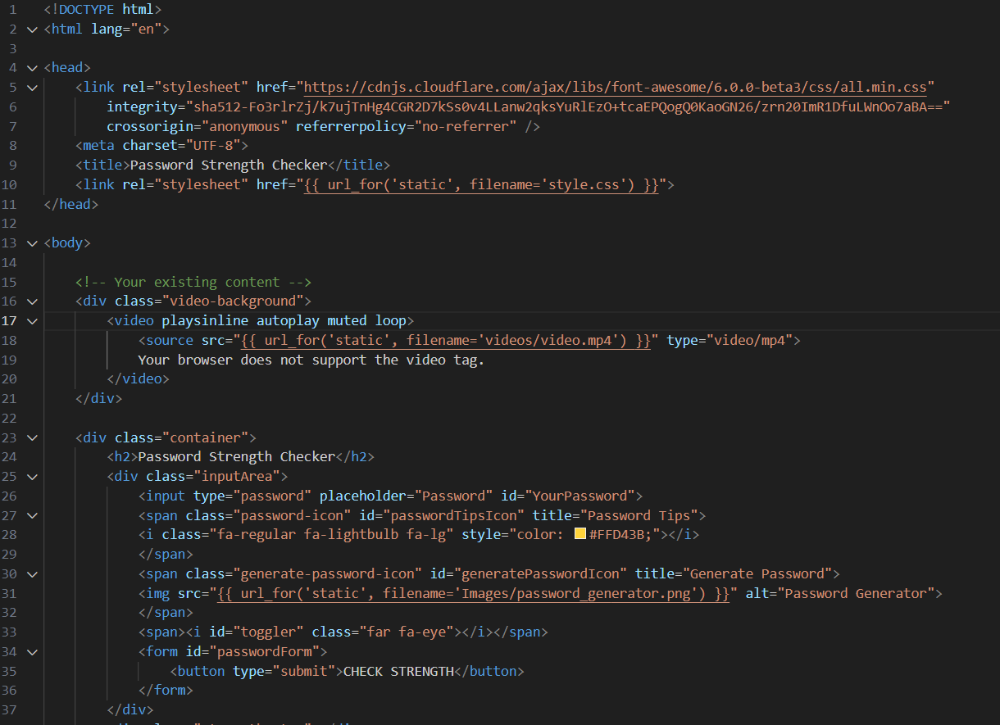 1 <!DOCTYPE html>
2 <html lang="en">
3
4 <head>
5 <link rel="stylesheet" href="https://cdnjs.cloudflare.com/ajax/libs/font-awesome/6.0.0-beta3/css/all.min.css"
6 integrity="sha512-Fo3rlrZj/k7ujTnHg4CGR2D7kSs0v4LLanw2qksYuRlEzO+tcaEPQogQ0KaoGN26/zrn20ImR1DfuLWnOo7aBA=="
7 crossorigin="anonymous" referrerpolicy="no-referrer" />
8 <meta charset="UTF-8">
9 <title>Password Strength Checker</title>
10 <link rel="stylesheet" href="{{ url_for('static', filename='style.css') }}">
11 </head>
12
13 <body>
14
15 <!-- Your existing content -->
16 <div class="video-background">
17 <video playsinline autoplay muted loop>
18 <source src="{{ url_for('static', filename='videos/video.mp4') }}" type="video/mp4">
19 Your browser does not support the video tag.
20 </video>
21 </div>
22
23 <div class="container">
24 <h2>Password Strength Checker</h2>
25 <div class="inputArea">
26 <input type="password" placeholder="Password" id="YourPassword">
27 <span class="password-icon" id="passwordTipsIcon" title="Password Tips">
28 <i class="fa-regular fa-lightbulb fa-lg" style="color: #FFD43B;"></i>
29 </span>
30 <span class="generate-password-icon" id="generatePasswordIcon" title="Generate Password">
31 <img src="{{ url_for('static', filename='Images/password_generator.png') }}" alt="Password Generator">
32 </span>
33 <span><i id="toggler" class="far fa-eye"></i></span>
34 <form id="passwordForm">
35 <button type="submit">CHECK STRENGTH</button>
36 </form>
37 </div>